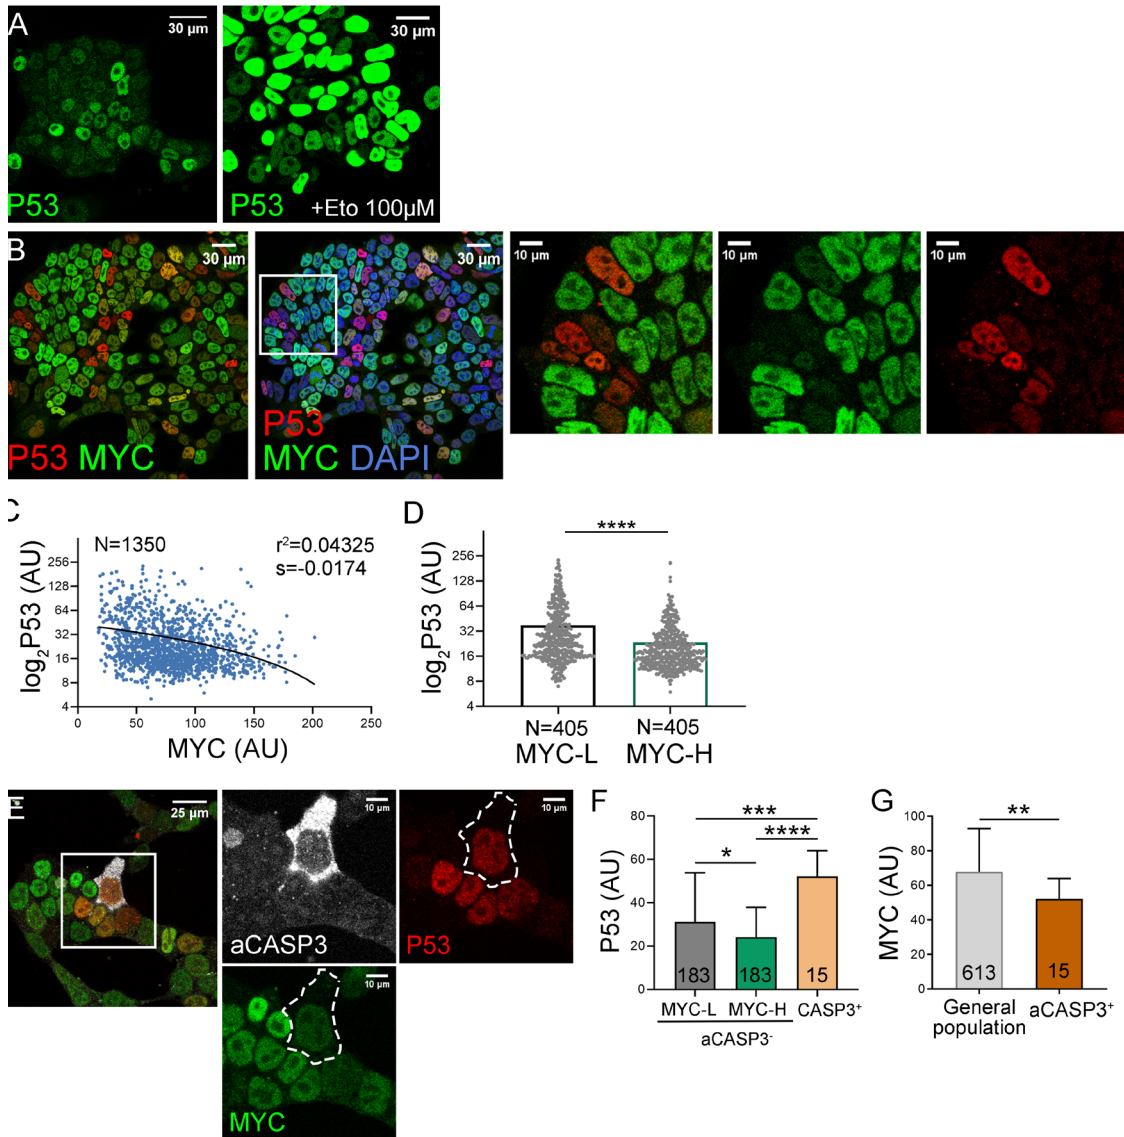 A
30 µm
30 µm
P53
P53
+Eto 100µM
B
30 µm
30 µm
10 µm
10 µm
10 µm
P53 MYC
P53
MYC DAPI
C
N=1350
r²=0.04325
s=-0.0174
log₂P53 (AU)
256
128
64
32
16
8
4
0 50 100 150 200 250
MYC (AU)
D
****
log₂P53 (AU)
256
128
64
32
16
8
4
N=405 N=405
MYC-L MYC-H
E
25 µm
10 µm
10 µm
aCASP3
P53
10 µm
MYC
F
***
****
*
P53 (AU)
80
60
40
20
0
183 183 15
MYC-L MYC-H CASP3⁺
aCASP3⁻
G
**
MYC (AU)
100
80
60
40
20
0
613 15
General
population
aCASP3⁺